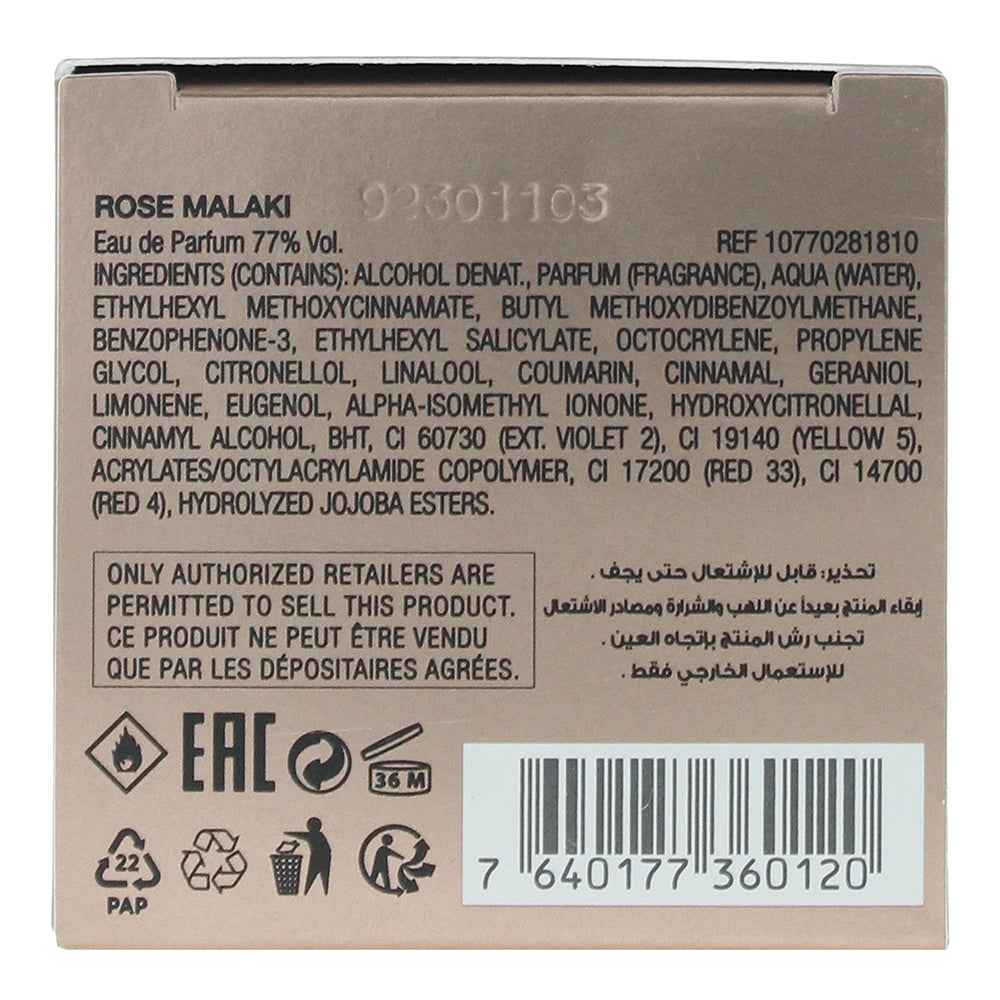 ROSE MALAKI 92301103
Eau de Parfum 77% Vol. REF 10770281810
INGREDIENTS (CONTAINS): ALCOHOL DENAT., PARFUM (FRAGRANCE), AQUA (WATER),
ETHYLHEXYL METHOXYCINNAMATE, BUTYL METHOXYDIBENZOYLMETHANE,
BENZOPHENONE-3, ETHYLHEXYL SALICYLATE, OCTOCRYLENE, PROPYLENE
GLYCOL, CITRONELLOL, LINALOOL, COUMARIN, CINNAMAL, GERANIOL,
LIMONENE, EUGENOL, ALPHA-ISOMETHYL IONONE, HYDROXYCITRONELLAL,
CINNAMYL ALCOHOL, BHT, CI 60730 (EXT. VIOLET 2), CI 19140 (YELLOW 5),
ACRYLATES/OCTYLACRYLAMIDE COPOLYMER, CI 17200 (RED 33), CI 14700
(RED 4), HYDROLYZED JOJOBA ESTERS.
ONLY AUTHORIZED RETAILERS ARE
PERMITTED TO SELL THIS PRODUCT.
CE PRODUIT NE PEUT ÊTRE VENDU
QUE PAR LES DÉPOSITAIRES AGRÉES.
تحذير: قابل للإشتعال حتى يجف .
إبقاء المنتج بعيداً عن اللهب والشرارة ومصادر الاشتعال
تجنب رش المنتج بإتجاه العين .
للإستعمال الخارجي فقط .
EAC
36 M
22
PAP
7 640177 360120